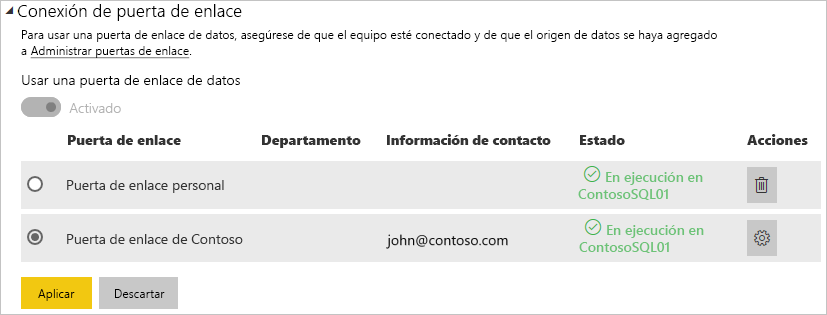 Conexión de puerta de enlace
Para usar una puerta de enlace de datos, asegúrese de que el equipo esté conectado y de que el origen de datos se haya agregado
a Administrar puertas de enlace.
Usar una puerta de enlace de datos
Activado
Puerta de enlace Departamento Información de contacto Estado Acciones
Puerta de enlace personal En ejecución en
ContosoSQL01
Puerta de enlace de Contoso john@contoso.com En ejecución en
ContosoSQL01
Aplicar Descartar